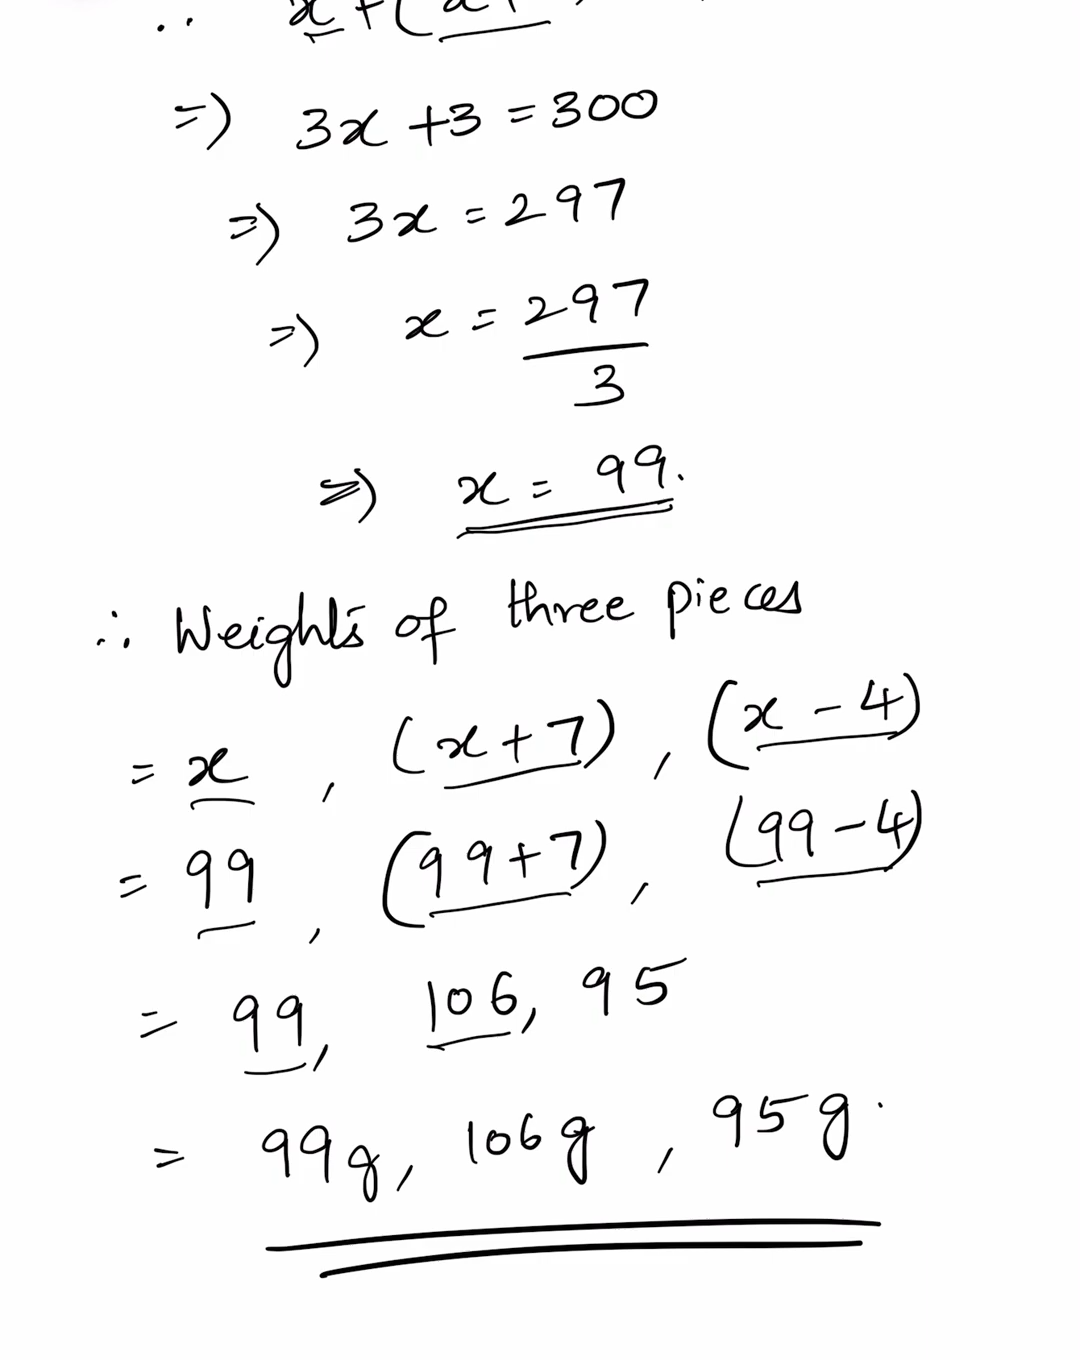 => 3x + 3 = 300
=> 3x = 297
=> x = 297
3
=> x = 99.
∴ Weights of three pieces
= x , (x + 7) , (x - 4)
= 99 , (99 + 7) , (99 - 4)
= 99, 106, 95
= 99g, 106g , 95g.